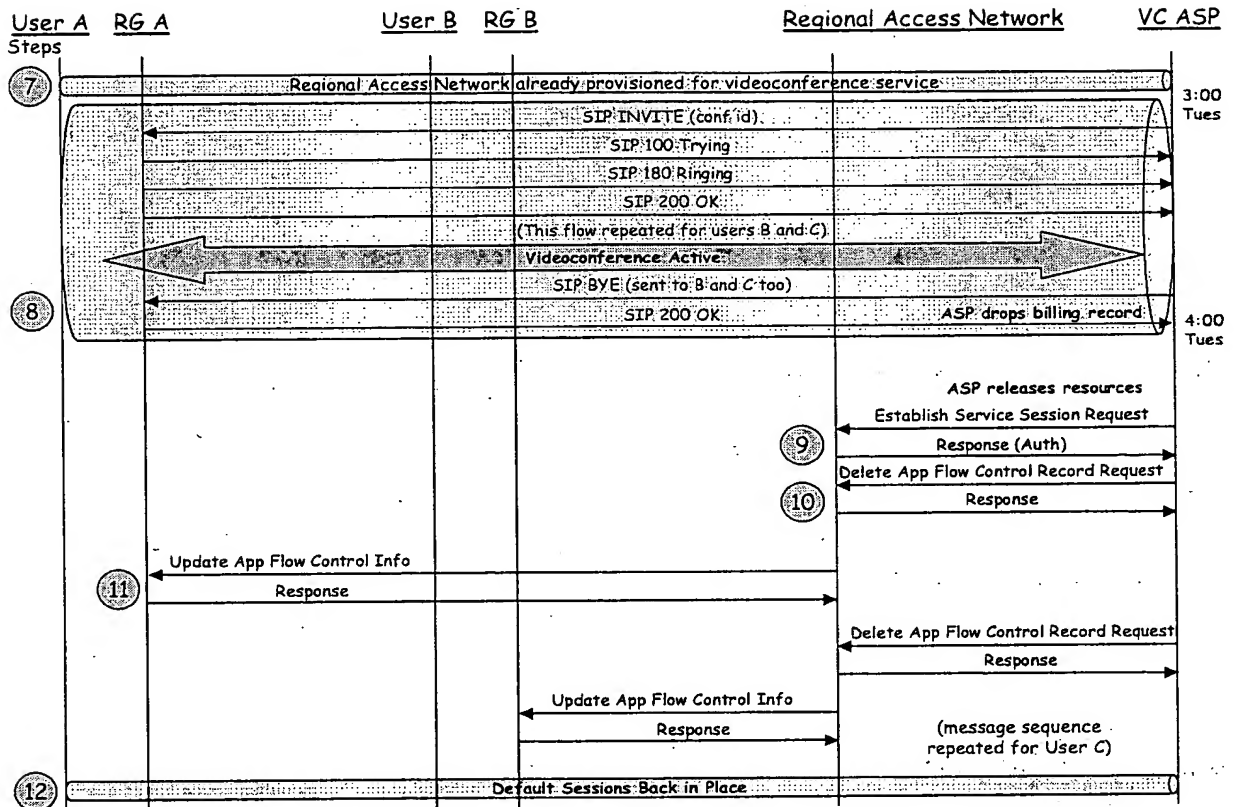 User A RG A User B RG B Regional Access Network VC ASP
Steps
7 Regional Access Network already provisioned for videoconference service
3:00
Tues
SIP INVITE (conf id)
SIP 100 Trying
SIP 180 Ringing
SIP 200 OK
(This flow repeated for users B and C)
Videoconference Active
SIP BYE (sent to B and C too)
8
SIP 200 OK ASP drops billing record
4:00
Tues
ASP releases resources
Establish Service Session Request
9 Response (Auth)
Delete App Flow Control Record Request
10 Response
Update App Flow Control Info
11 Response
Delete App Flow Control Record Request
Response
Update App Flow Control Info
Response
(message sequence
repeated for User C)
12 Default Sessions Back in Place